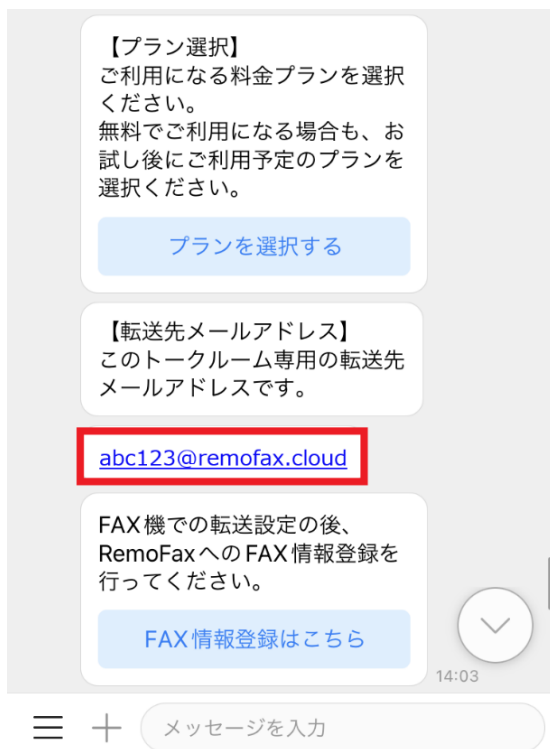 【プラン選択】
ご利用になる料金プランを選択
ください。
無料でご利用になる場合も、お
試し後にご利用予定のプランを
選択ください。
プランを選択する
【転送先メールアドレス】
このトークルーム専用の転送先
メールアドレスです。
abc123@remofax.cloud
FAX機での転送設定の後、
RemoFaxへのFAX情報登録を
行ってください。
FAX情報登録はこちら
14:03
メッセージを入力